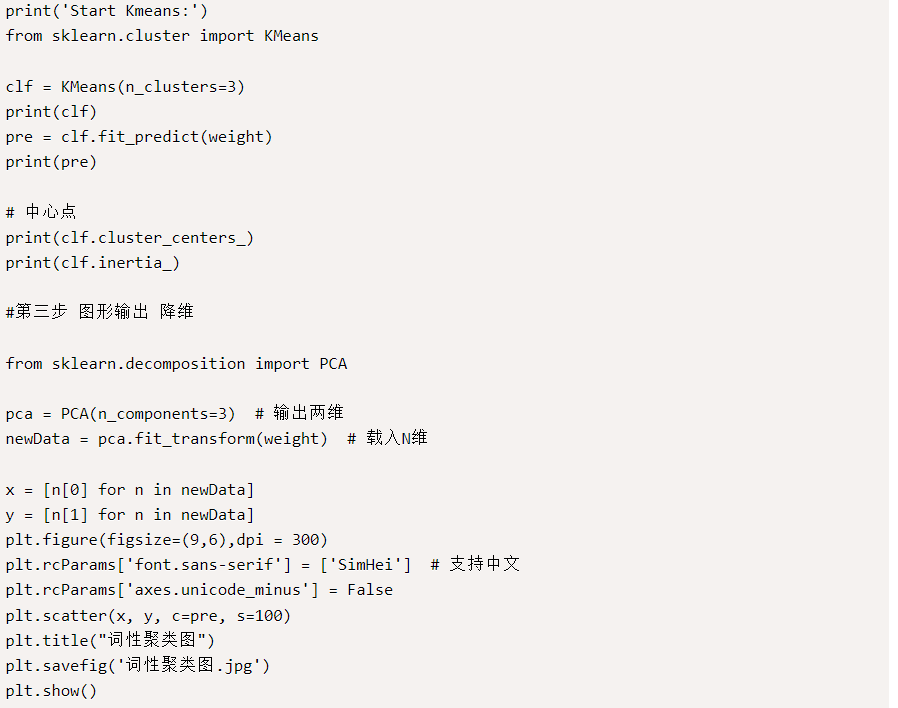 print('Start Kmeans:')
from sklearn.cluster import KMeans
clf = KMeans(n_clusters=3)
print(clf)
pre = clf.fit_predict(weight)
print(pre)
# 中心点
print(clf.cluster_centers_)
print(clf.inertia_)
#第三步 图形输出 降维
from sklearn.decomposition import PCA
pca = PCA(n_components=3)  # 输出两维
newData = pca.fit_transform(weight)  # 载入N维
x = [n[0] for n in newData]
y = [n[1] for n in newData]
plt.figure(figsize=(9,6),dpi = 300)
plt.rcParams['font.sans-serif'] = ['SimHei']  # 支持中文
plt.rcParams['axes.unicode_minus'] = False
plt.scatter(x, y, c=pre, s=100)
plt.title("词性聚类图")
plt.savefig('词性聚类图.jpg')
plt.show()